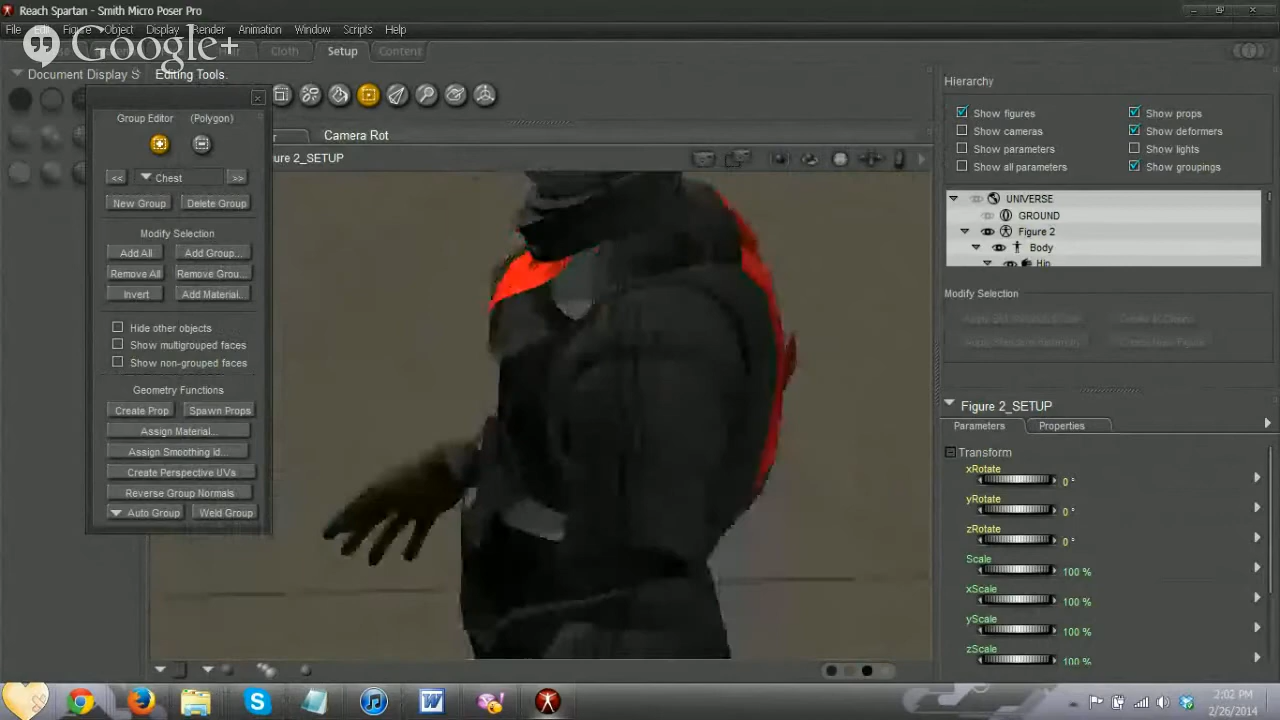 Reach Spartan - Smith Micro Poser Pro
File Edit Figure Object Display Render Animation Window Scripts Help
Google+
Cloth Setup Content
Document Display S Editing Tools.
Group Editor (Polygon)
<< Chest >>
New Group Delete Group
Modify Selection
Add All Add Group...
Remove All Remove Grou...
Invert Add Material...
Hide other objects
Show multigrouped faces
Show non-grouped faces
Geometry Functions
Create Prop Spawn Props
Assign Material...
Assign Smoothing Id...
Create Perspective UVs
Reverse Group Normals
Auto Group Weld Group
Camera Rot
ure 2_SETUP
Hierarchy
Show figures Show props
Show cameras Show deformers
Show parameters Show lights
Show all parameters Show groupings
UNIVERSE
GROUND
Figure 2
Body
Hip
Modify Selection
Create New Figure
Figure 2_SETUP
Parameters Properties
Transform
xRotate
0 °
yRotate
0 °
zRotate
0 °
Scale
100 %
xScale
100 %
yScale
100 %
zScale
100 %
2:02 PM
2/26/2014